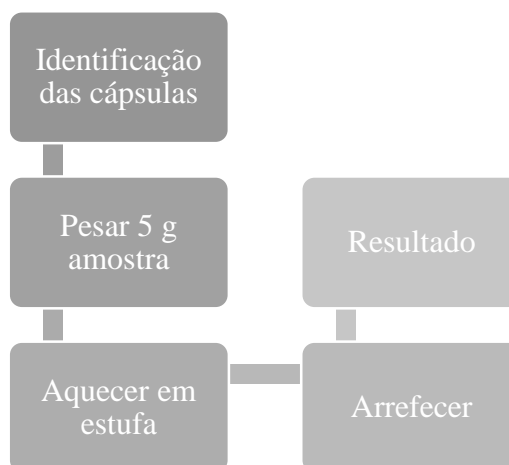 Identificação
das cápsulas
Pesar 5 g
amostra
Aquecer em
estufa
Arrefecer
Resultado